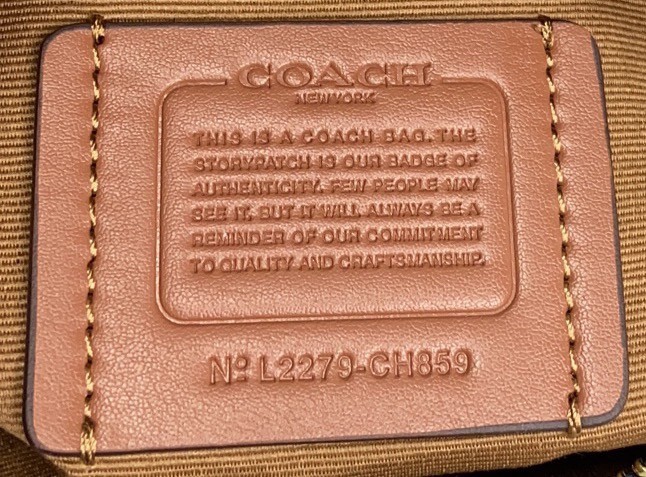 COACH
NEW YORK
THIS IS A COACH BAG. THE
STORYPATCH IS OUR BADGE OF
AUTHENTICITY. FEW PEOPLE MAY
SEE IT, BUT IT WILL ALWAYS BE A
REMINDER OF OUR COMMITMENT
TO QUALITY AND CRAFTSMANSHIP.
Nº L2279-CH859